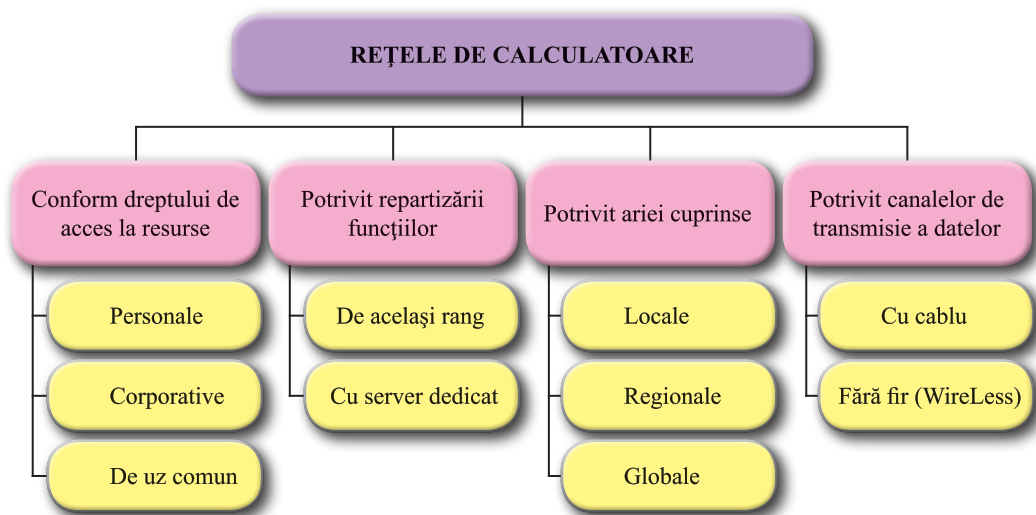 REŢELE DE CALCULATOARE
Conform dreptului de
acces la resurse
Personale
Corporative
De uz comun
Potrivit repartizării
funcţiilor
De acelaşi rang
Cu server dedicat
Potrivit ariei cuprinse
Locale
Regionale
Globale
Potrivit canalelor de
transmisie a datelor
Cu cablu
Fără fir (WireLess)